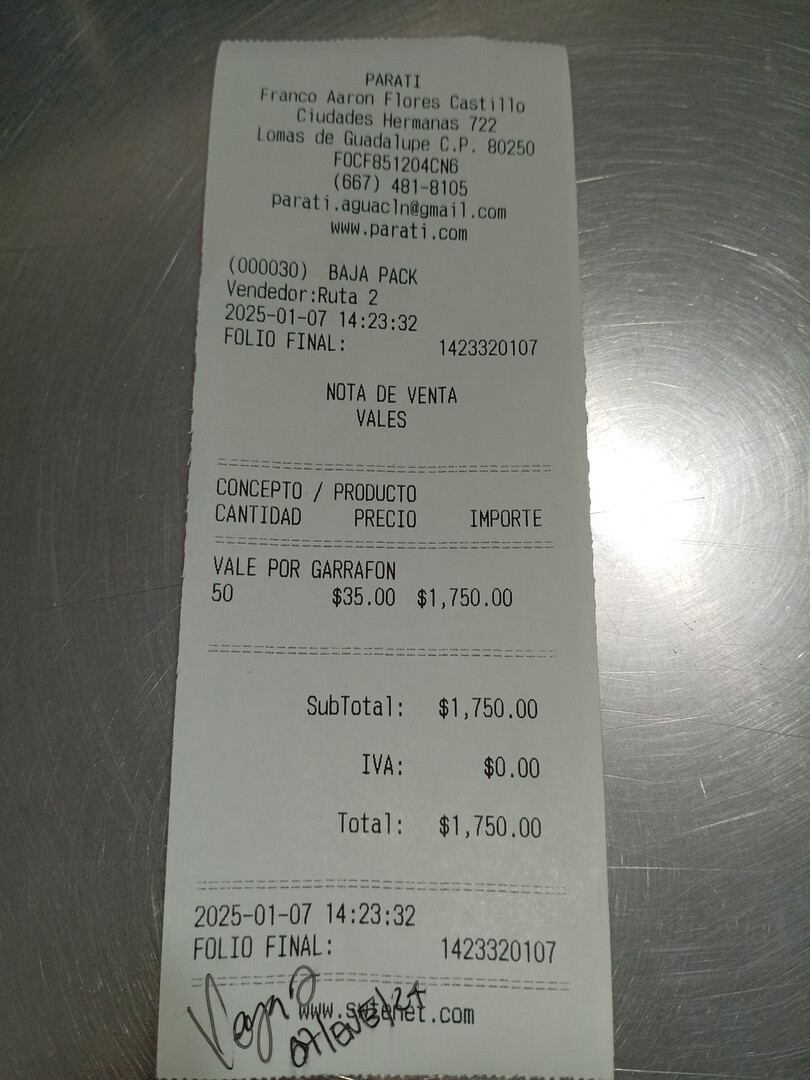 PARATI
Franco Aaron Flores Castillo
Ciudades Hermanas 722
Lomas de Guadalupe C.P. 80250
FOCF851204CN6
(667) 481-8105
parati.aguacln@gmail.com
www.parati.com
(000030) BAJA PACK
Vendedor:Ruta 2
2025-01-07 14:23:32
FOLIO FINAL: 1423320107
NOTA DE VENTA
VALES
CONCEPTO / PRODUCTO
CANTIDAD PRECIO IMPORTE
VALE POR GARRAFON
50 $35.00 $1,750.00
SubTotal: $1,750.00
IVA: $0.00
Total: $1,750.00
2025-01-07 14:23:32
FOLIO FINAL: 1423320107
07/ENE/24